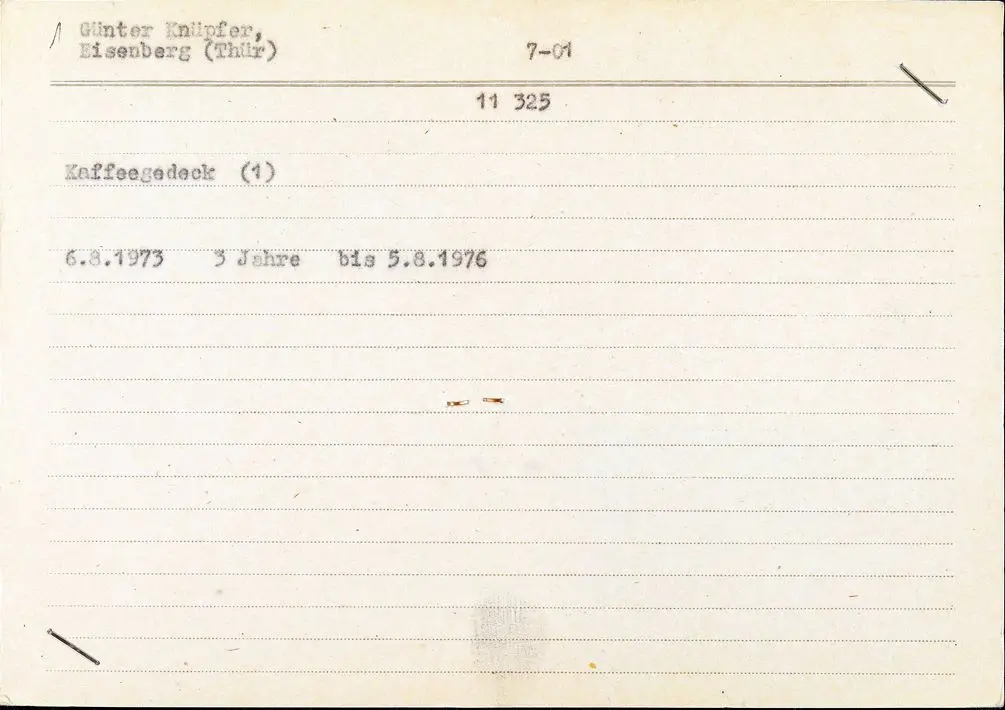 Günter Knüpfer,
Eisenberg (Thür)
7-01
11 325
Kaffeegedeck (1)
6.8.1973 3 Jahre bis 5.8.1976